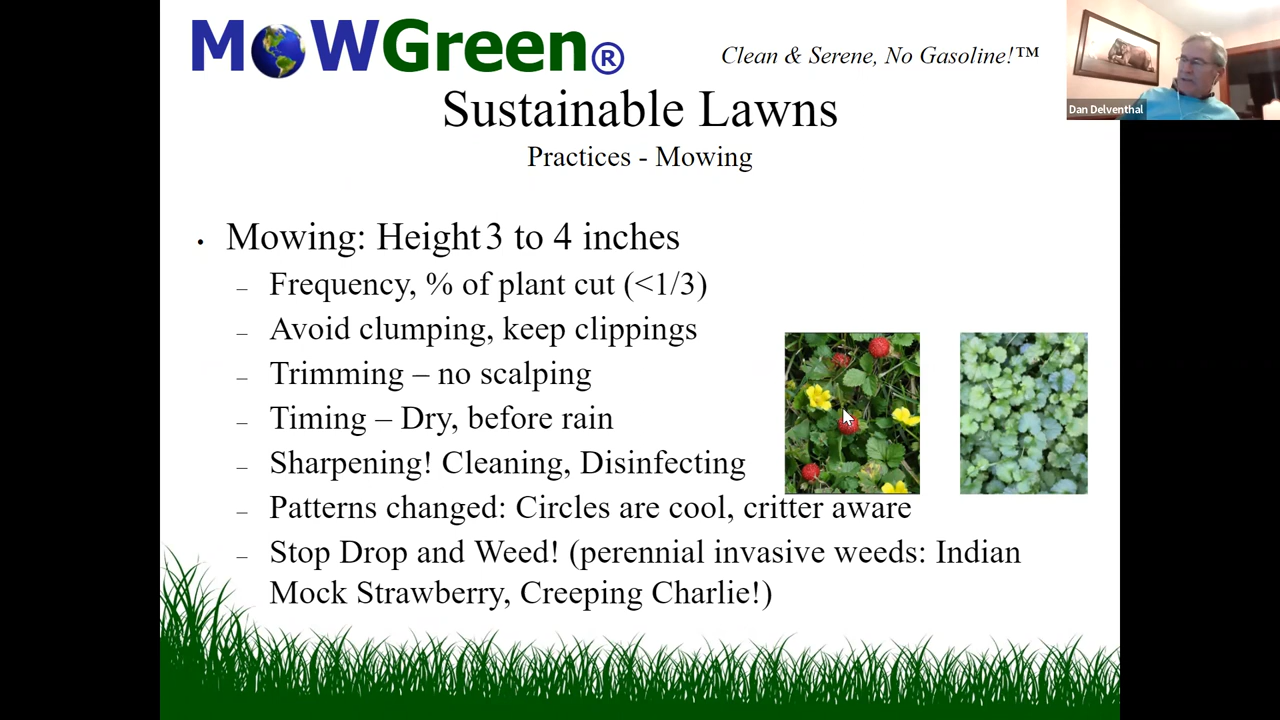 MOWGreen®
Clean & Serene, No Gasoline!™
Dan Delventhal
Sustainable Lawns
Practices - Mowing
• Mowing: Height 3 to 4 inches
– Frequency, % of plant cut (<1/3)
– Avoid clumping, keep clippings
– Trimming – no scalping
– Timing – Dry, before rain
– Sharpening! Cleaning, Disinfecting
– Patterns changed: Circles are cool, critter aware
– Stop Drop and Weed! (perennial invasive weeds: Indian
Mock Strawberry, Creeping Charlie!)